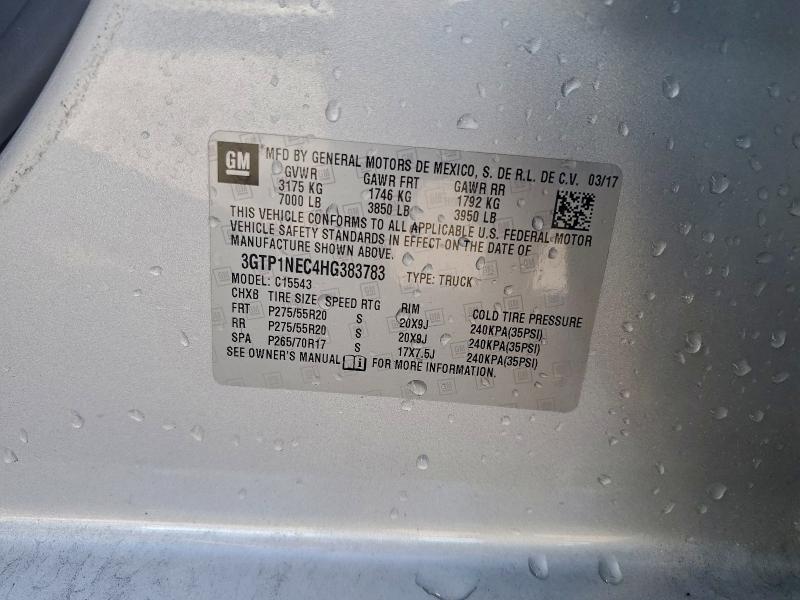 GM
*MFD BY GENERAL MOTORS DE MEXICO, S. DE R.L. DE C.V. 03/17
GVWR GAWR FRT GAWR RR
3175 KG 1746 KG 1792 KG
7000 LB 3850 LB 3950 LB
THIS VEHICLE CONFORMS TO ALL APPLICABLE U.S. FEDERAL MOTOR
VEHICLE SAFETY STANDARDS IN EFFECT ON THE DATE OF
MANUFACTURE SHOWN ABOVE.
3GTP1NEC4HG383783 TYPE: TRUCK
MODEL: C15543
CHXB TIRE SIZE SPEED RTG RIM COLD TIRE PRESSURE
FRT P275/55R20 S 20X9J 240KPA(35PSI)
RR P275/55R20 S 20X9J 240KPA(35PSI)
SPA P265/70R17 S 17X7.5J 240KPA(35PSI)
SEE OWNER'S MANUAL FOR MORE INFORMATION.